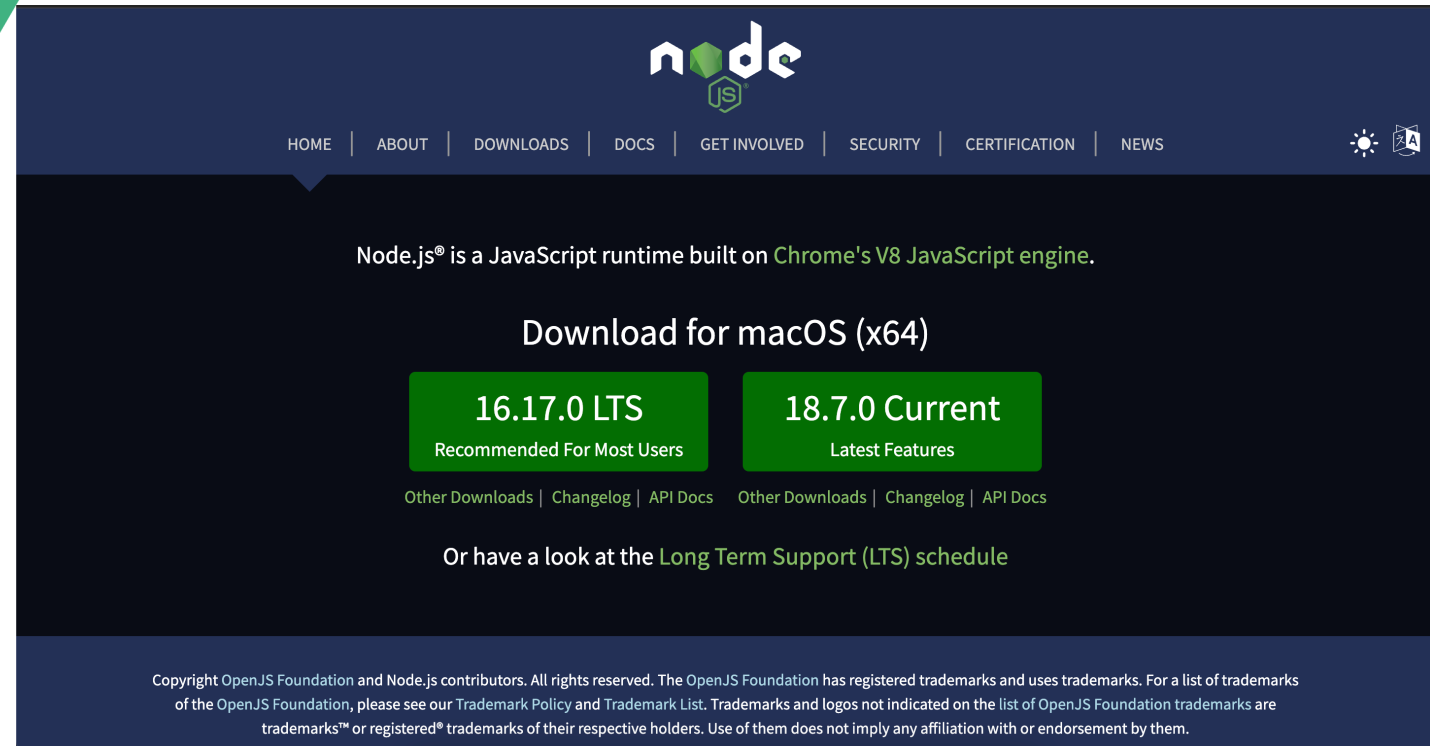 node
JS®
HOME | ABOUT | DOWNLOADS | DOCS | GET INVOLVED | SECURITY | CERTIFICATION | NEWS
文A
Node.js® is a JavaScript runtime built on Chrome's V8 JavaScript engine.
Download for macOS (x64)
16.17.0 LTS
Recommended For Most Users
18.7.0 Current
Latest Features
Other Downloads | Changelog | API Docs
Other Downloads | Changelog | API Docs
Or have a look at the Long Term Support (LTS) schedule
Copyright OpenJS Foundation and Node.js contributors. All rights reserved. The OpenJS Foundation has registered trademarks and uses trademarks. For a list of trademarks
of the OpenJS Foundation, please see our Trademark Policy and Trademark List. Trademarks and logos not indicated on the list of OpenJS Foundation trademarks are
trademarks™ or registered® trademarks of their respective holders. Use of them does not imply any affiliation with or endorsement by them.